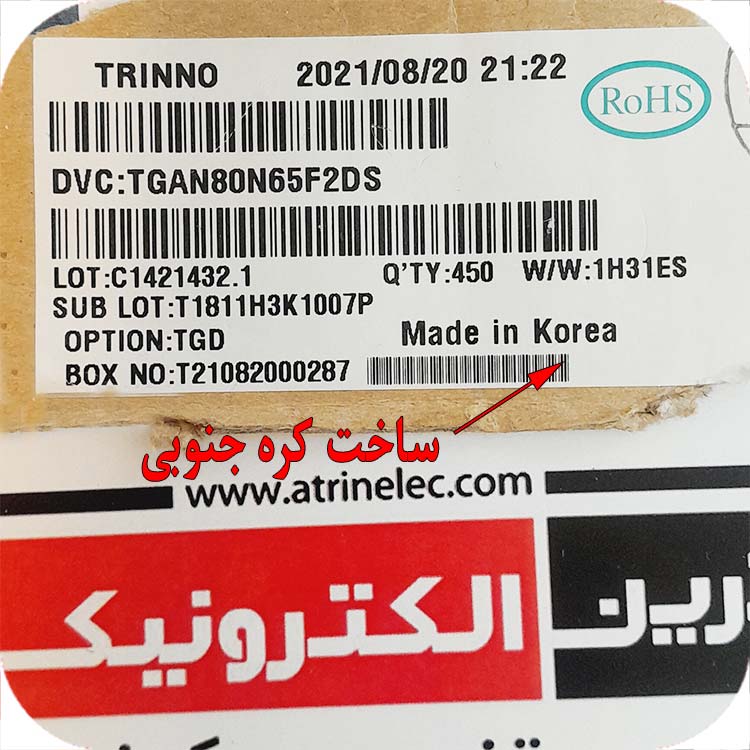 TRINNO 2021/08/20 21:22
RoHS
DVC:TGAN80N65F2DS
LOT:C1421432.1 Q'TY:450 W/W:1H31ES
SUB LOT:T1811H3K1007P
OPTION:TGD Made in Korea
BOX NO:T21082000287
ساخت کره جنوبی
www.atrinelec.com
الکترونیک